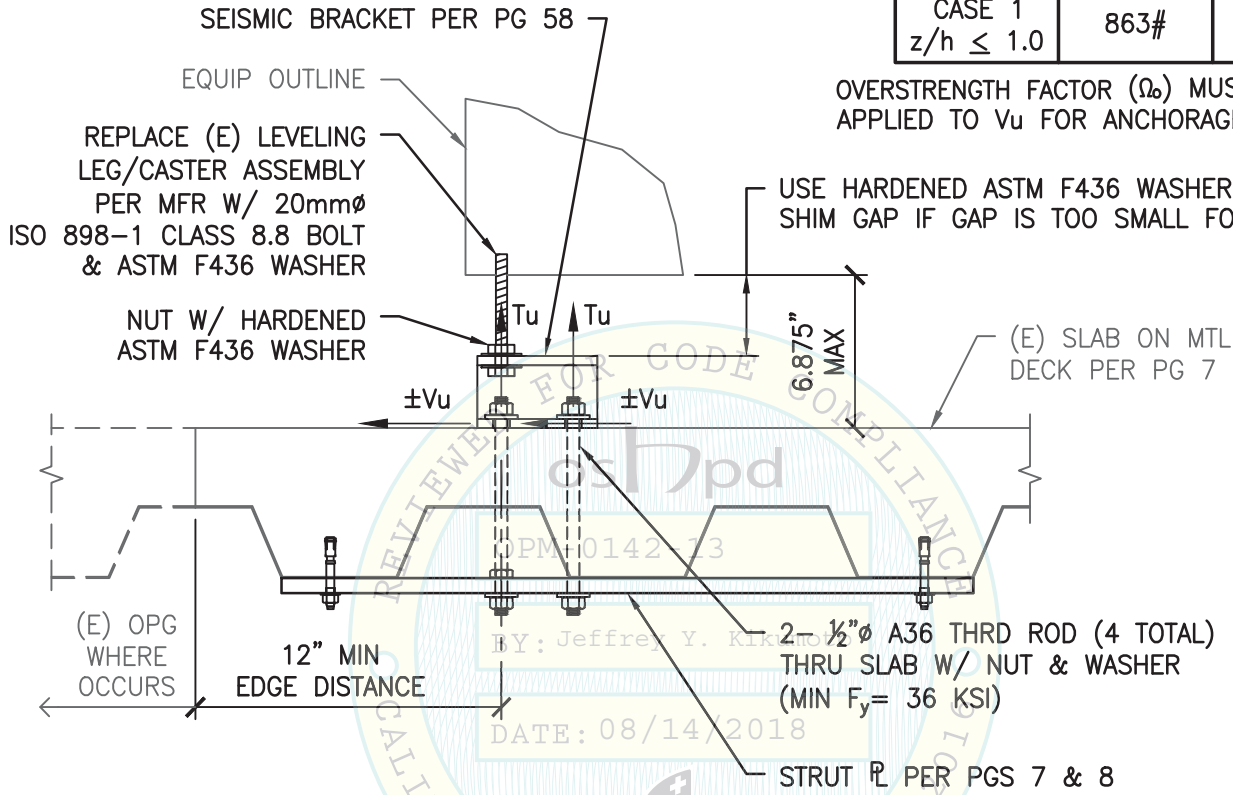 SEISMIC BRACKET PER PG 58
CASE 1
z/h ≤ 1.0
863#
EQUIP OUTLINE
OVERSTRENGTH FACTOR (Ωo)
APPLIED TO Vu FOR
REPLACE (E) LEVELING
LEG/CASTER ASSEMBLY
PER MFR W/ 20mmø
ISO 898-1 CLASS 8.8 BOLT
& ASTM F436 WASHER
USE HARDENED ASTM F436 WASHER
SHIM GAP IF GAP IS TOO SMALL
NUT W/ HARDENED
ASTM F436 WASHER
Tu
Tu
6.875"
MAX
(E) SLAB ON MTL
DECK PER PG 7
±Vu
±Vu
REVIEWED FOR CODE COMPLIANCE
oshpd
OPM-0142-13
(E) OPG
WHERE
OCCURS
12" MIN
EDGE DISTANCE
BY: Jeffrey Y. Kikumoto
2- ½"ø A36 THRD ROD (4 TOTAL)
THRU SLAB W/ NUT & WASHER
(MIN Fy= 36 KSI)
DATE: 08/14/2018
STRUT ⅊ PER PGS 7 & 8
2016